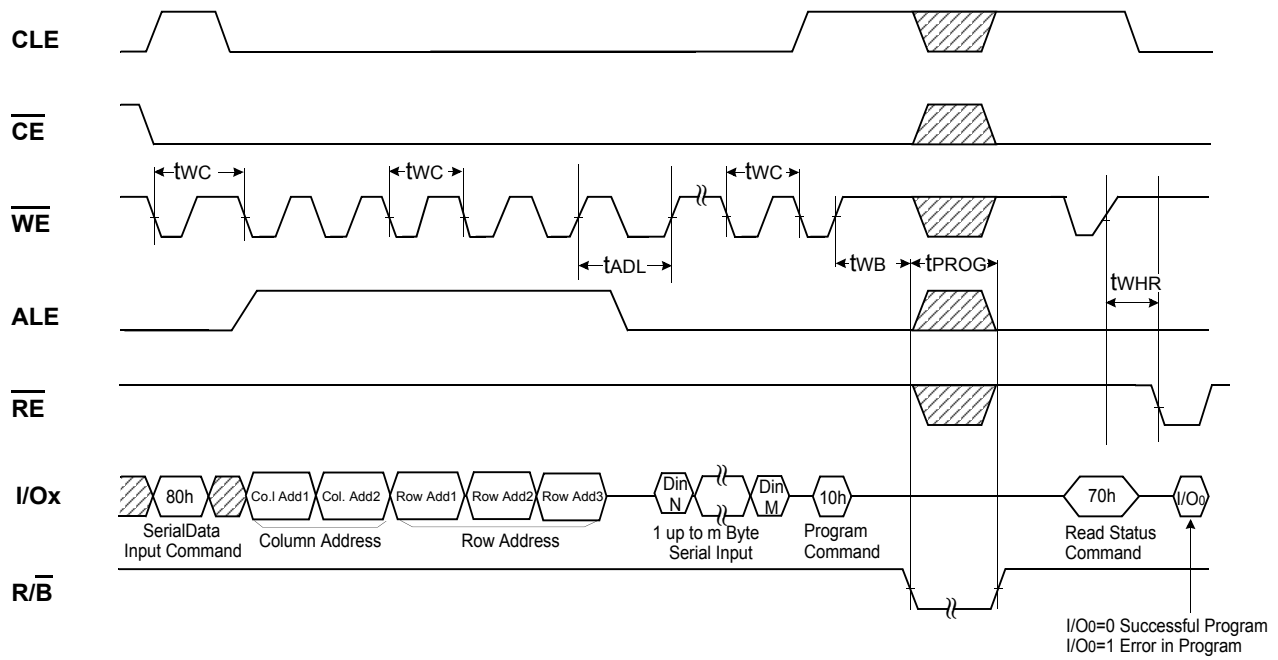 CLE
CE
tWC
tWC
tWC
WE
tADL
tWB
tPROG
tWHR
ALE
RE
I/Ox
80h
Co.l Add1
Col. Add2
Row Add1
Row Add2
Row Add3
Din
N
Din
M
10h
70h
I/O0
SerialData
Input Command
Column Address
Row Address
1 up to m Byte
Serial Input
Program
Command
Read Status
Command
R/B
I/O0=0 Successful Program
I/O0=1 Error in Program